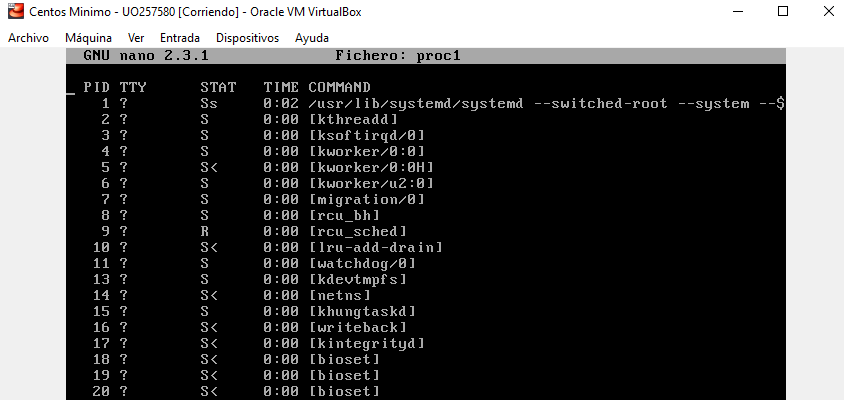 Centos Minimo - UO257580 [Corriendo] - Oracle VM VirtualBox
Archivo Máquina Ver Entrada Dispositivos Ayuda
GNU nano 2.3.1 Fichero: proc1
PID TTY STAT TIME COMMAND
1 ? Ss 0:02 /usr/lib/systemd/systemd --switched-root --system --$
2 ? S 0:00 [kthreadd]
3 ? S 0:00 [ksoftirqd/0]
4 ? S 0:00 [kworker/0:0]
5 ? S< 0:00 [kworker/0:0H]
6 ? S 0:00 [kworker/u2:0]
7 ? S 0:00 [migration/0]
8 ? S 0:00 [rcu_bh]
9 ? R 0:00 [rcu_sched]
10 ? S< 0:00 [lru-add-drain]
11 ? S 0:00 [watchdog/0]
13 ? S 0:00 [kdevtmpfs]
14 ? S< 0:00 [netns]
15 ? S 0:00 [khungtaskd]
16 ? S< 0:00 [writeback]
17 ? S< 0:00 [kintegrityd]
18 ? S< 0:00 [bioset]
19 ? S< 0:00 [bioset]
20 ? S< 0:00 [bioset]